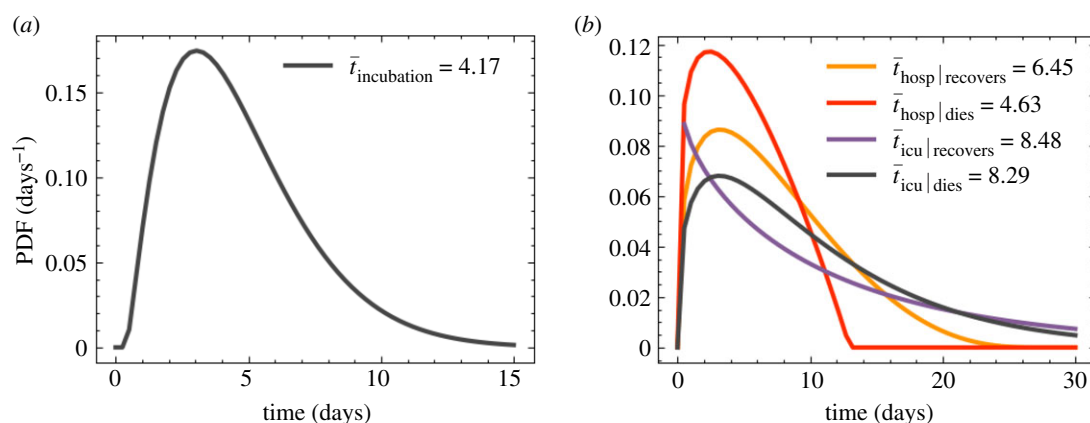 (a)
PDF (days⁻¹)
0.15
0.10
0.05
0
t̄incubation = 4.17
0
5
10
15
time (days)
(b)
0.12
0.10
0.08
0.06
0.04
0.02
0
t̄hosp|recovers = 6.45
t̄hosp|dies = 4.63
t̄icu|recovers = 8.48
t̄icu|dies = 8.29
0
10
20
30
time (days)